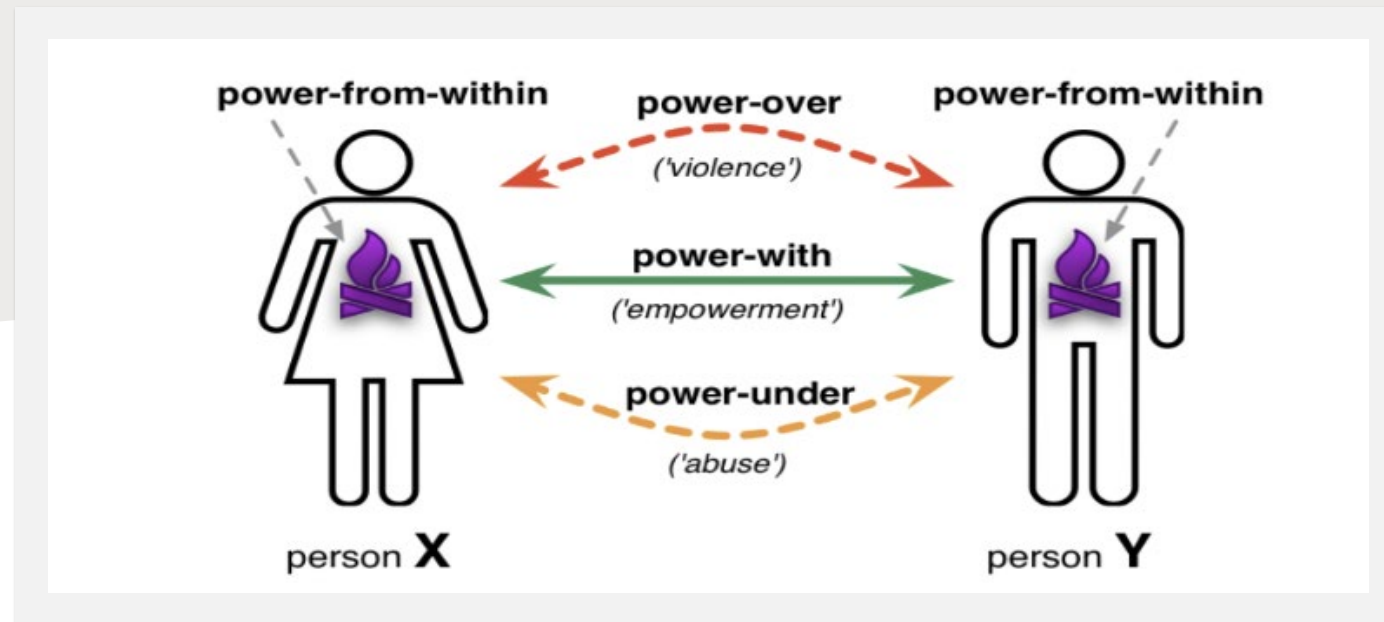 power-from-within
power-over
power-from-within
('violence')
power-with
('empowerment')
power-under
('abuse')
person X
person Y